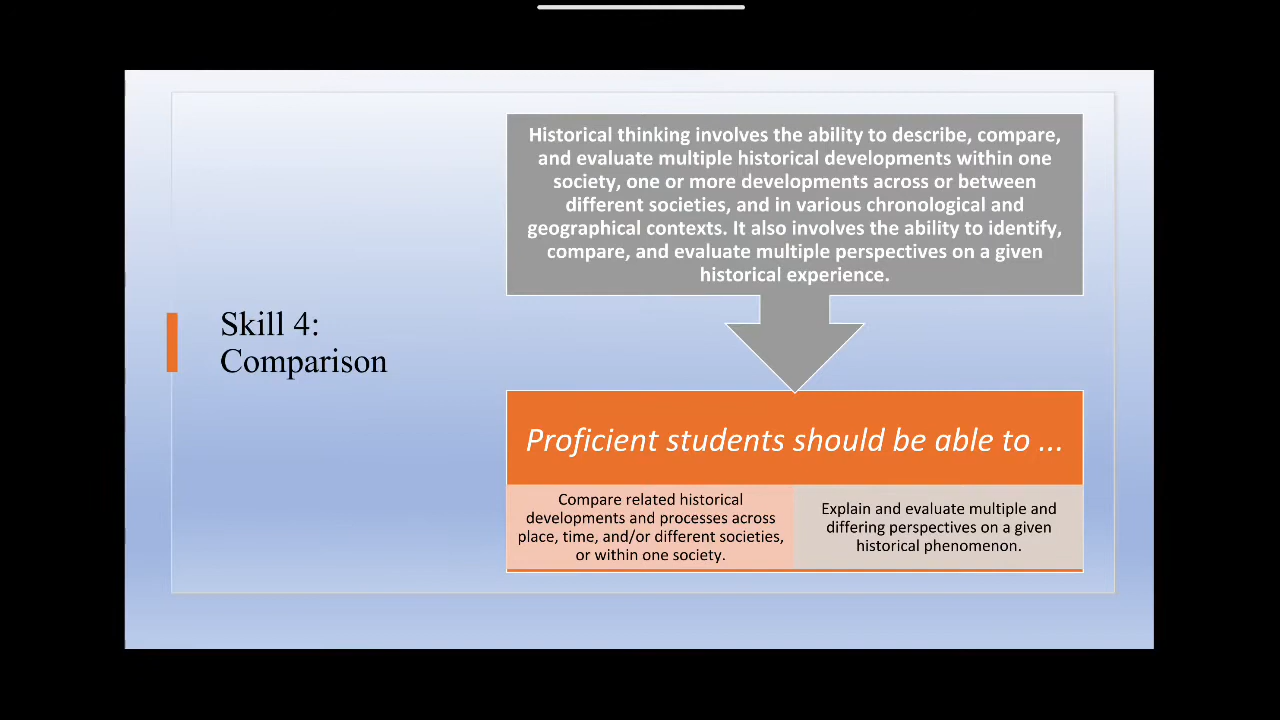 Skill 4:
Comparison
Historical thinking involves the ability to describe, compare,
and evaluate multiple historical developments within one
society, one or more developments across or between
different societies, and in various chronological and
geographical contexts. It also involves the ability to identify,
compare, and evaluate multiple perspectives on a given
historical experience.
Proficient students should be able to ...
Compare related historical
developments and processes across
place, time, and/or different societies,
or within one society.
Explain and evaluate multiple and
differing perspectives on a given
historical phenomenon.